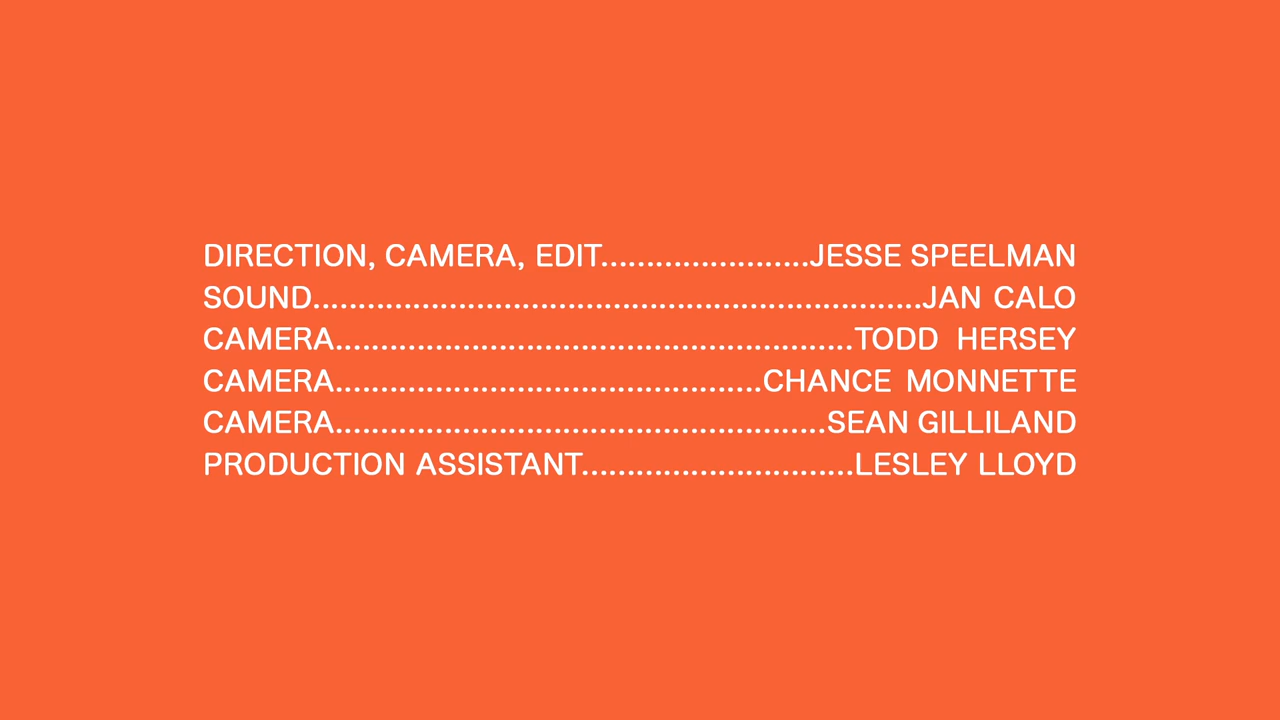 DIRECTION, CAMERA, EDIT.......................JESSE SPEELMAN
SOUND...................................................................JAN CALO
CAMERA.........................................................TODD HERSEY
CAMERA...............................................CHANCE MONNETTE
CAMERA......................................................SEAN GILLILAND
PRODUCTION ASSISTANT..............................LESLEY LLOYD